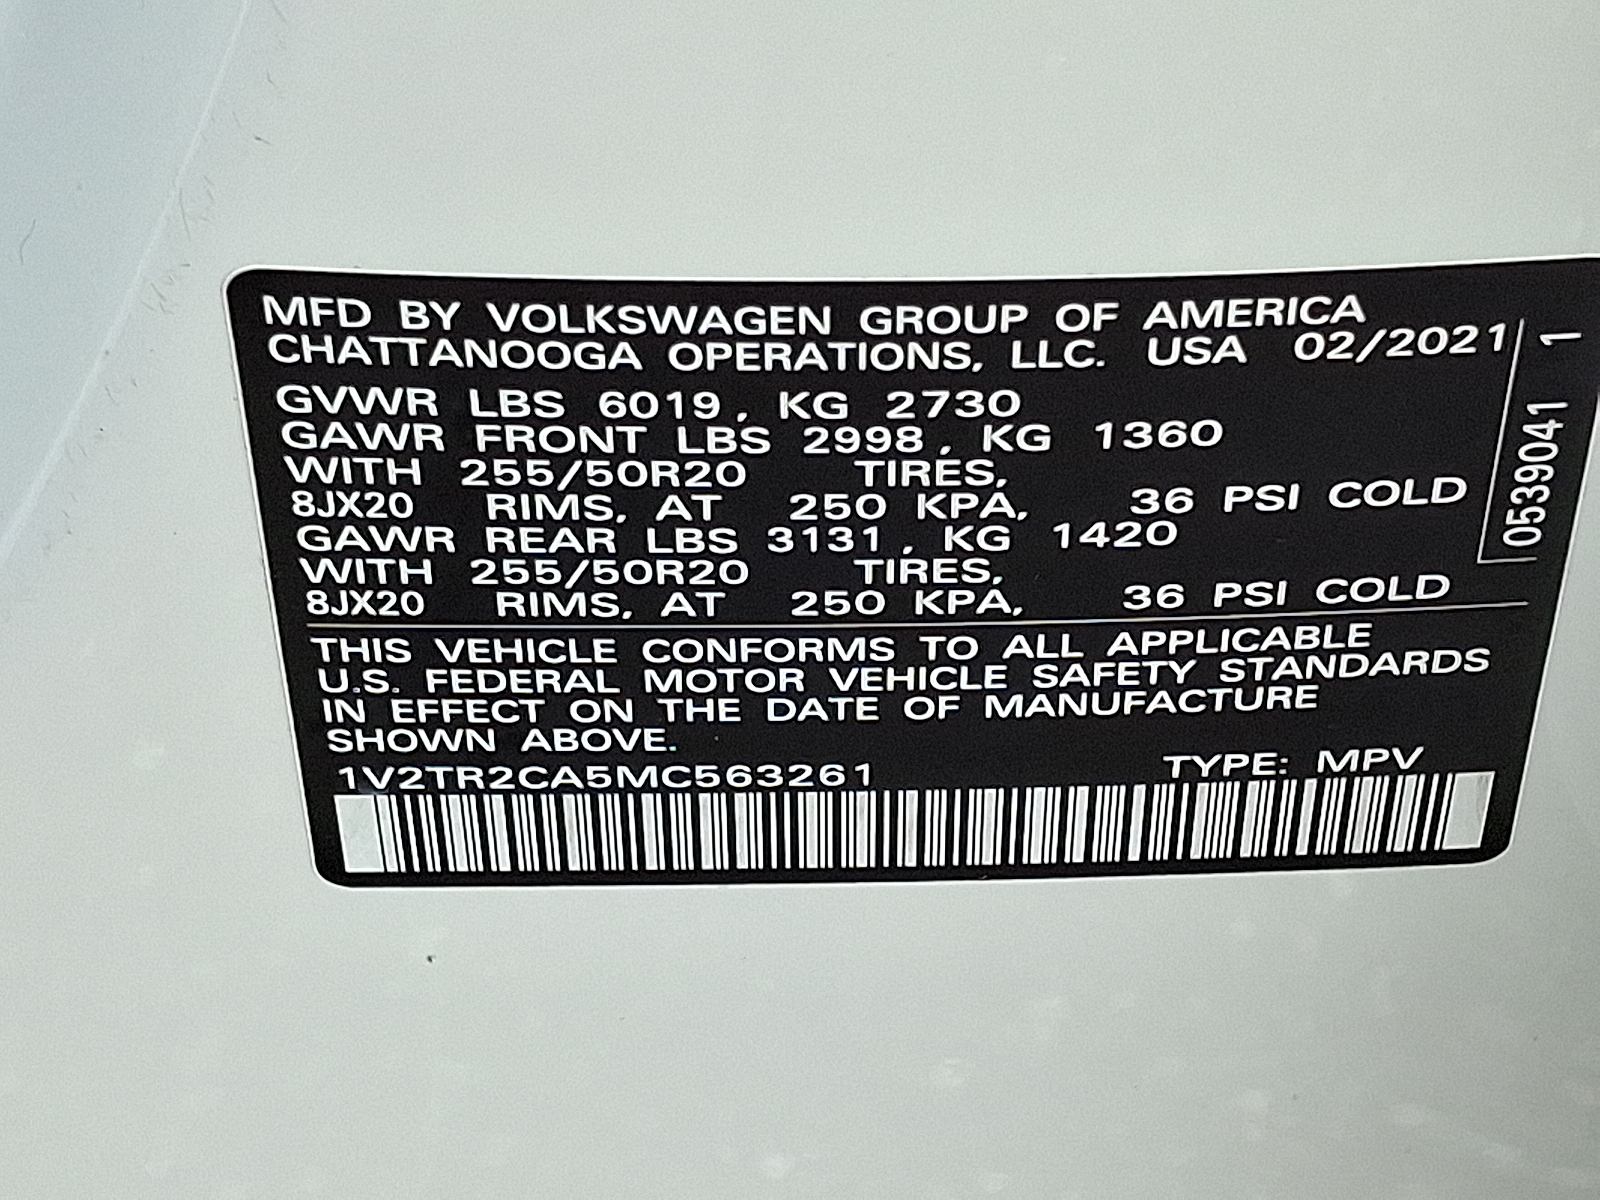 MFD BY VOLKSWAGEN GROUP OF AMERICA
CHATTANOOGA OPERATIONS, LLC. USA 02/2021
GVWR LBS 6019, KG 2730
GAWR FRONT LBS 2998, KG 1360
WITH 255/50R20 TIRES,
8JX20 RIMS, AT 250 KPA, 36 PSI COLD
GAWR REAR LBS 3131, KG 1420
WITH 255/50R20 TIRES,
8JX20 RIMS, AT 250 KPA, 36 PSI COLD
THIS VEHICLE CONFORMS TO ALL APPLICABLE
U.S. FEDERAL MOTOR VEHICLE SAFETY STANDARDS
IN EFFECT ON THE DATE OF MANUFACTURE
SHOWN ABOVE.
1V2TR2CA5MC563261 TYPE: MPV
0539041 1